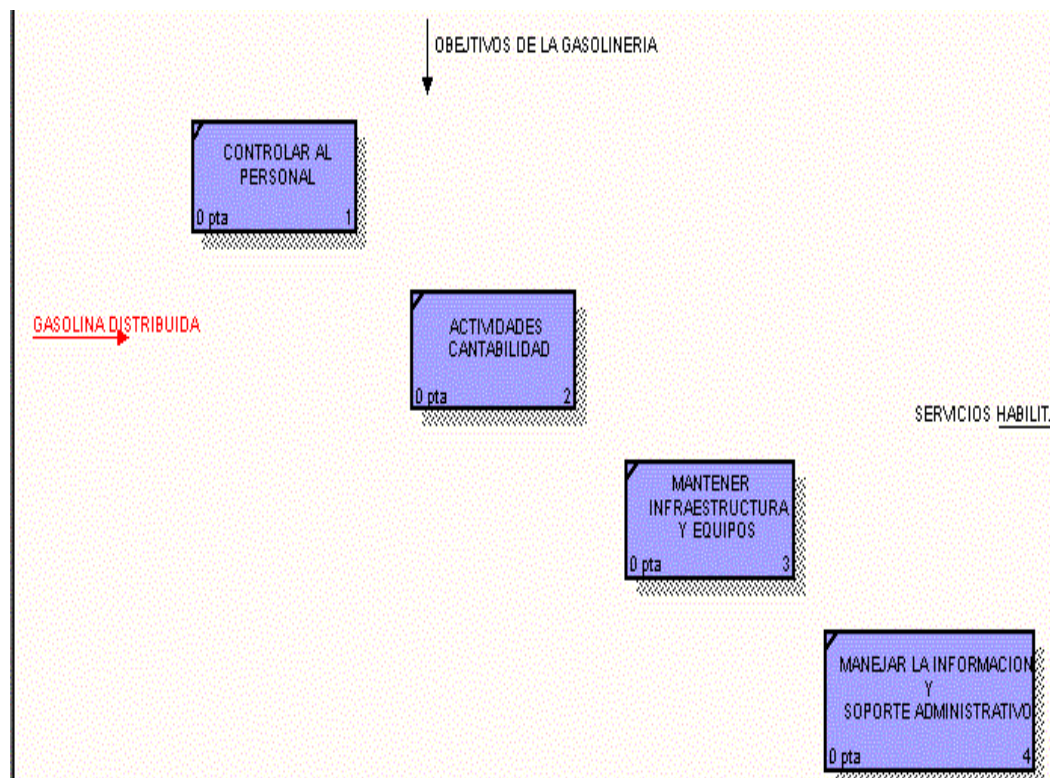 OBEJTIVOS DE LA GASOLINERIA
CONTROLAR AL
PERSONAL
0 pta 1
GASOLINA DISTRIBUIDA
ACTIVIDADES
CANTABILIDAD
0 pta 2
SERVICIOS HABILIT.
MANTENER
INFRAESTRUCTURA
Y EQUIPOS
0 pta 3
MANEJAR LA INFORMACION
Y
SOPORTE ADMINISTRATIVO
0 pta 4